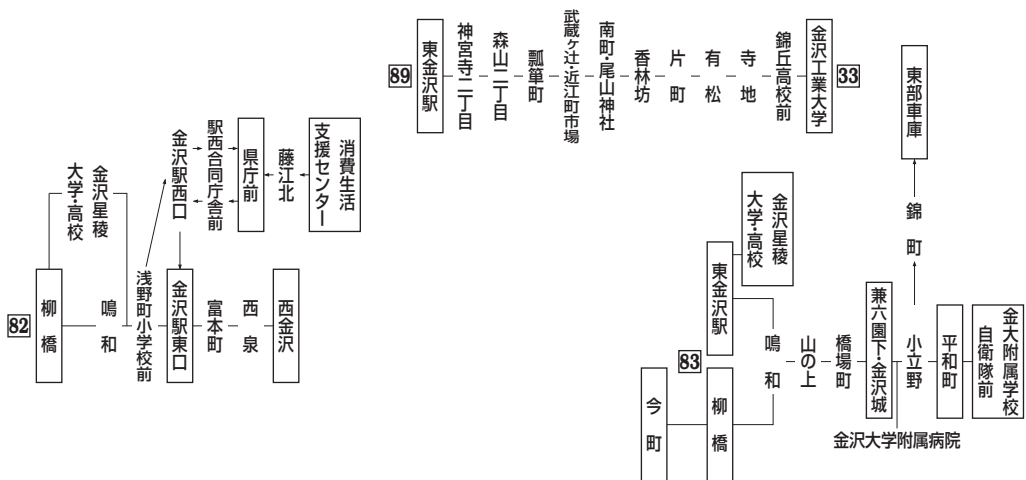 89
東金沢駅
神宮寺二丁目
森山二丁目
瓢箪町
武蔵ヶ辻・近江町市場
南町・尾山神社
香林坊
片町
有松
寺地
錦丘高校前
金沢工業大学
33
82
柳橋
金沢星稜
大学・高校
鳴和
浅野町小学校前
金沢駅西口
駅西合同庁舎前
県庁前
藤江北
消費生活
支援センター
金沢駅東口
富本町
西泉
西金沢
83
今町
柳橋
東金沢駅
金沢星稜
大学・高校
鳴和
山の上
橋場町
兼六園下・金沢城
金沢大学附属病院
小立野
錦町
東部車庫
平和町
金大附属学校
自衛隊前